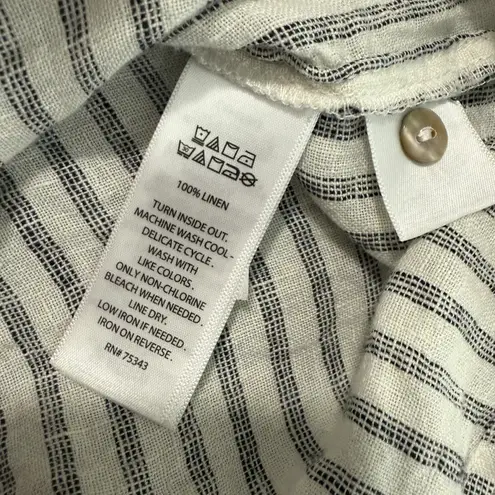 100% LINEN
TURN INSIDE OUT.
MACHINE WASH COOL -
DELICATE CYCLE .
WASH WITH
LIKE COLORS .
ONLY NON-CHLORINE
BLEACH WHEN NEEDED .
LINE DRY.
LOW IRON IF NEEDED .
IRON ON REVERSE.
RN# 75343